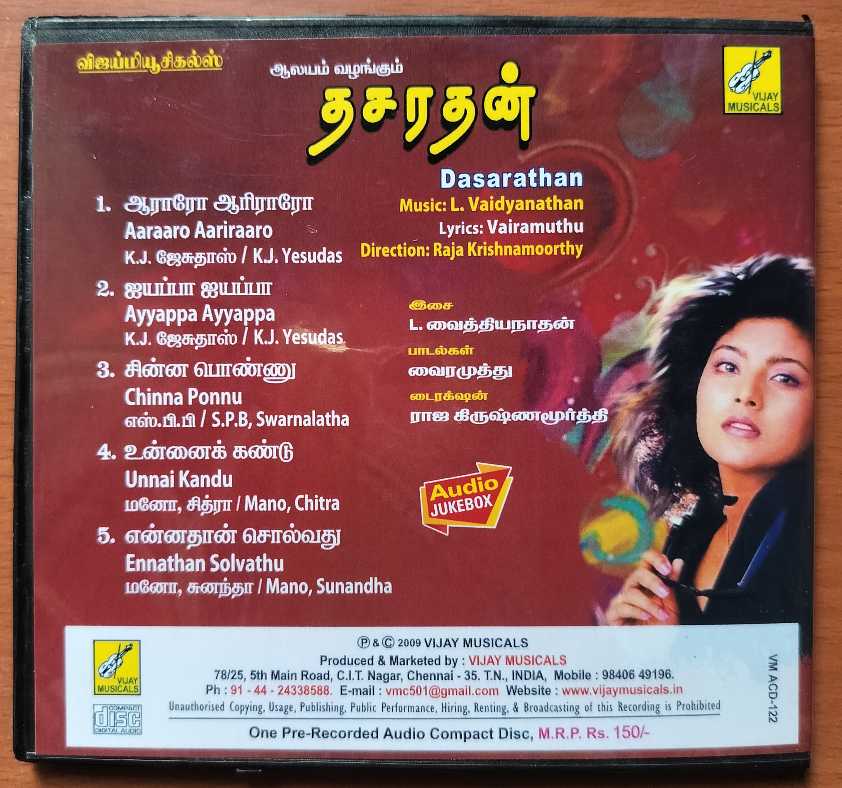 விஜய்மியூசிகல்ஸ்
ஆலயம் வழங்கும்
தசரதன்
VIJAY
MUSICALS
Dasarathan
Music: L. Vaidyanathan
Lyrics: Vairamuthu
Direction: Raja Krishnamoorthy
1. ஆராரோ ஆரிராரோ
Aaraaro Aariraaro
K.J. ஜேசுதாஸ் / K.J. Yesudas
2. ஐயப்பா ஐயப்பா
Ayyappa Ayyappa
K.J. ஜேசுதாஸ் / K.J. Yesudas
3. சின்ன பொண்ணு
Chinna Ponnu
எஸ்.பி.பி / S.P.B, Swarnalatha
4. உன்னைக் கண்டு
Unnai Kandu
மனோ, சித்ரா / Mano, Chitra
5. என்னதான் சொல்வது
Ennathan Solvathu
மனோ, சுனந்தா / Mano, Sunandha
இசை
L. வைத்தியநாதன்
பாடல்கள்
வைரமுத்து
டைரக்ஷன்
ராஜ கிருஷ்ணமூர்த்தி
Audio
JUKEBOX
VIJAY
MUSICALS
COMPACT
disc
DIGITAL AUDIO
Ⓟ & © 2009 VIJAY MUSICALS
Produced & Marketed by : VIJAY MUSICALS
78/25, 5th Main Road, C.I.T. Nagar, Chennai - 35. T.N., INDIA, Mobile : 98406 49196.
Ph : 91 - 44 - 24338588. E-mail : vmc501@gmail.com Website : www.vijaymusicals.in
Unauthorised Copying, Usage, Publishing, Public Performance, Hiring, Renting, & Broadcasting of this Recording is Prohibited
One Pre-Recorded Audio Compact Disc, M.R.P. Rs. 150/-
VM ACD-122